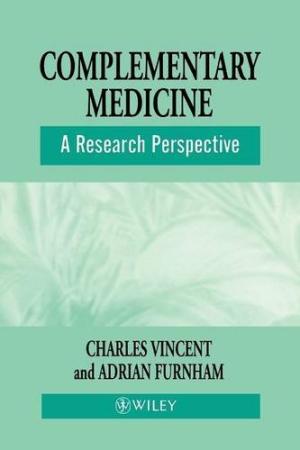 COMPLEMENTARY
MEDICINE
A Research Perspective
CHARLES VINCENT
and ADRIAN FURNHAM
WILEY